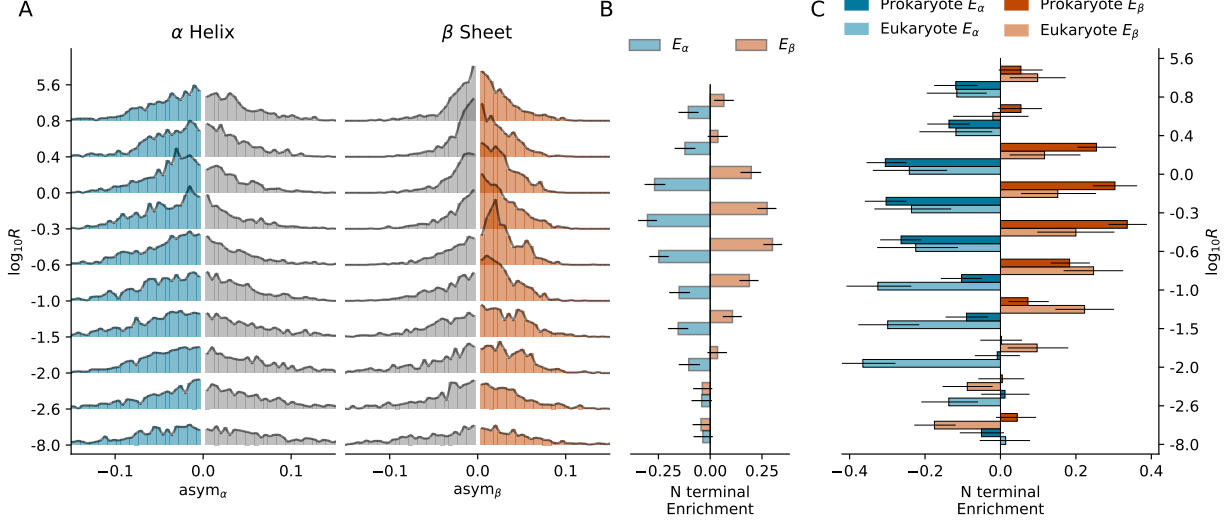 A
B
C
α Helix
β Sheet
Eα
Eβ
Prokaryote Eα
Prokaryote Eβ
Eukaryote Eα
Eukaryote Eβ
5.6
0.8
0.4
0.0
-0.3
-0.6
-1.0
-1.5
-2.0
-2.6
-8.0
log10R
−0.1
0.0
0.1
asymα
−0.1
0.0
0.1
asymβ
−0.25
0.00
0.25
N terminal
Enrichment
−0.4
−0.2
0.0
0.2
0.4
N terminal
Enrichment
5.6
0.8
0.4
0.0
-0.3
-0.6
-1.0
-1.5
-2.0
-2.6
-8.0
log10R